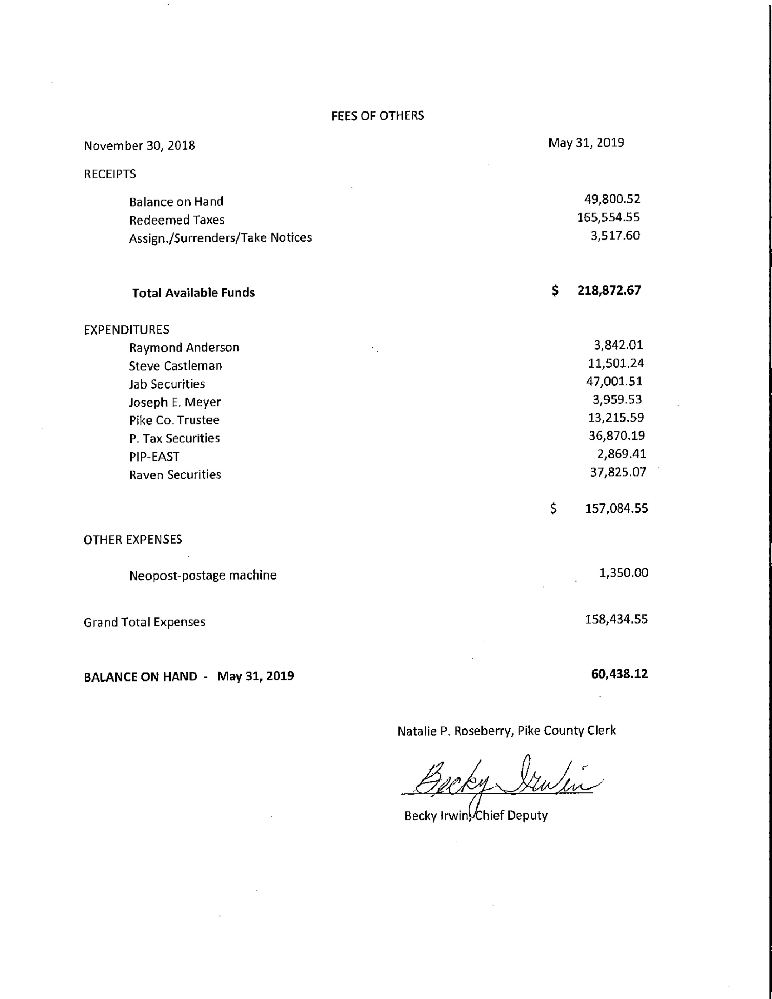 FEES OF OTHERS
November 30, 2018 May 31, 2019
RECEIPTS
Balance on Hand 49,800.52
Redeemed Taxes 165,554.55
Assign./Surrenders/Take Notices 3,517.60
Total Available Funds $ 218,872.67
EXPENDITURES
Raymond Anderson 3,842.01
Steve Castleman 11,501.24
Jab Securities 47,001.51
Joseph E. Meyer 3,959.53
Pike Co. Trustee 13,215.59
P. Tax Securities 36,870.19
PIP-EAST 2,869.41
Raven Securities 37,825.07
$ 157,084.55
OTHER EXPENSES
Neopost-postage machine 1,350.00
Grand Total Expenses 158,434.55
BALANCE ON HAND - May 31, 2019 60,438.12
Natalie P. Roseberry, Pike County Clerk
Becky Irwin
Becky Irwin, Chief Deputy